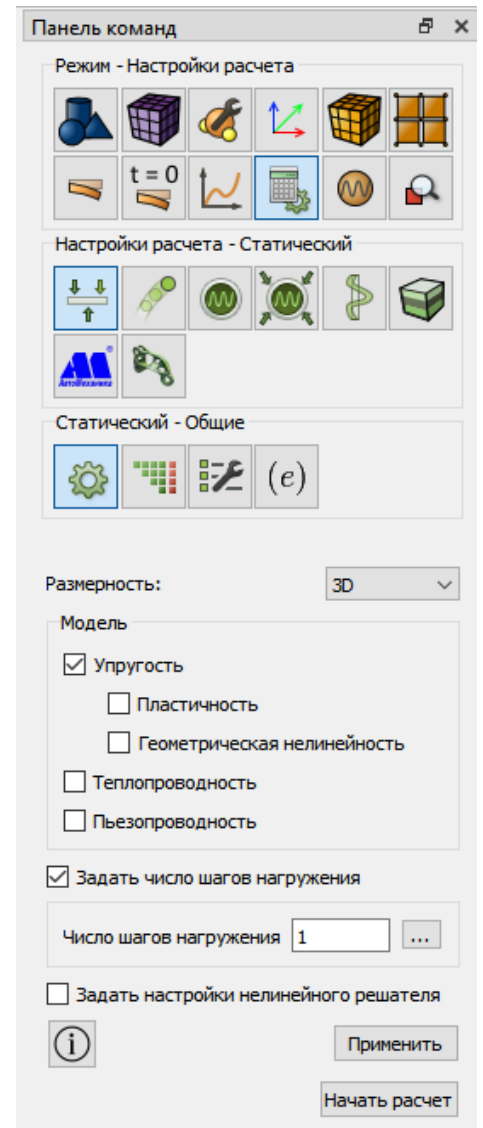 Панель команд
Режим - Настройки расчета
t = 0
Настройки расчета - Статический
АвтоМеханика
Статический - Общие
(e)
Размерность: 3D
Модель
Упругость
Пластичность
Геометрическая нелинейность
Теплопроводность
Пьезопроводность
Задать число шагов нагружения
Число шагов нагружения 1 ...
Задать настройки нелинейного решателя
i Применить
Начать расчет